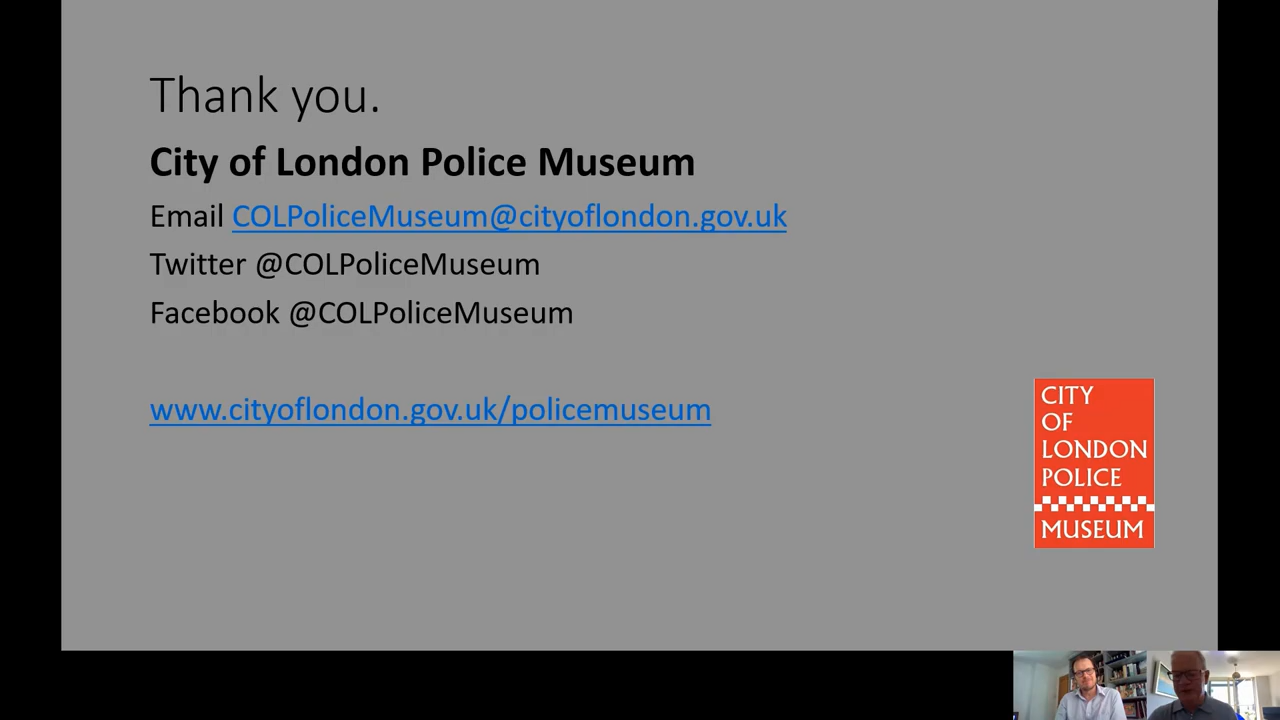 Thank you.
City of London Police Museum
Email COLPoliceMuseum@cityoflondon.gov.uk
Twitter @COLPoliceMuseum
Facebook @COLPoliceMuseum
www.cityoflondon.gov.uk/policemuseum
CITY
OF
LONDON
POLICE
MUSEUM